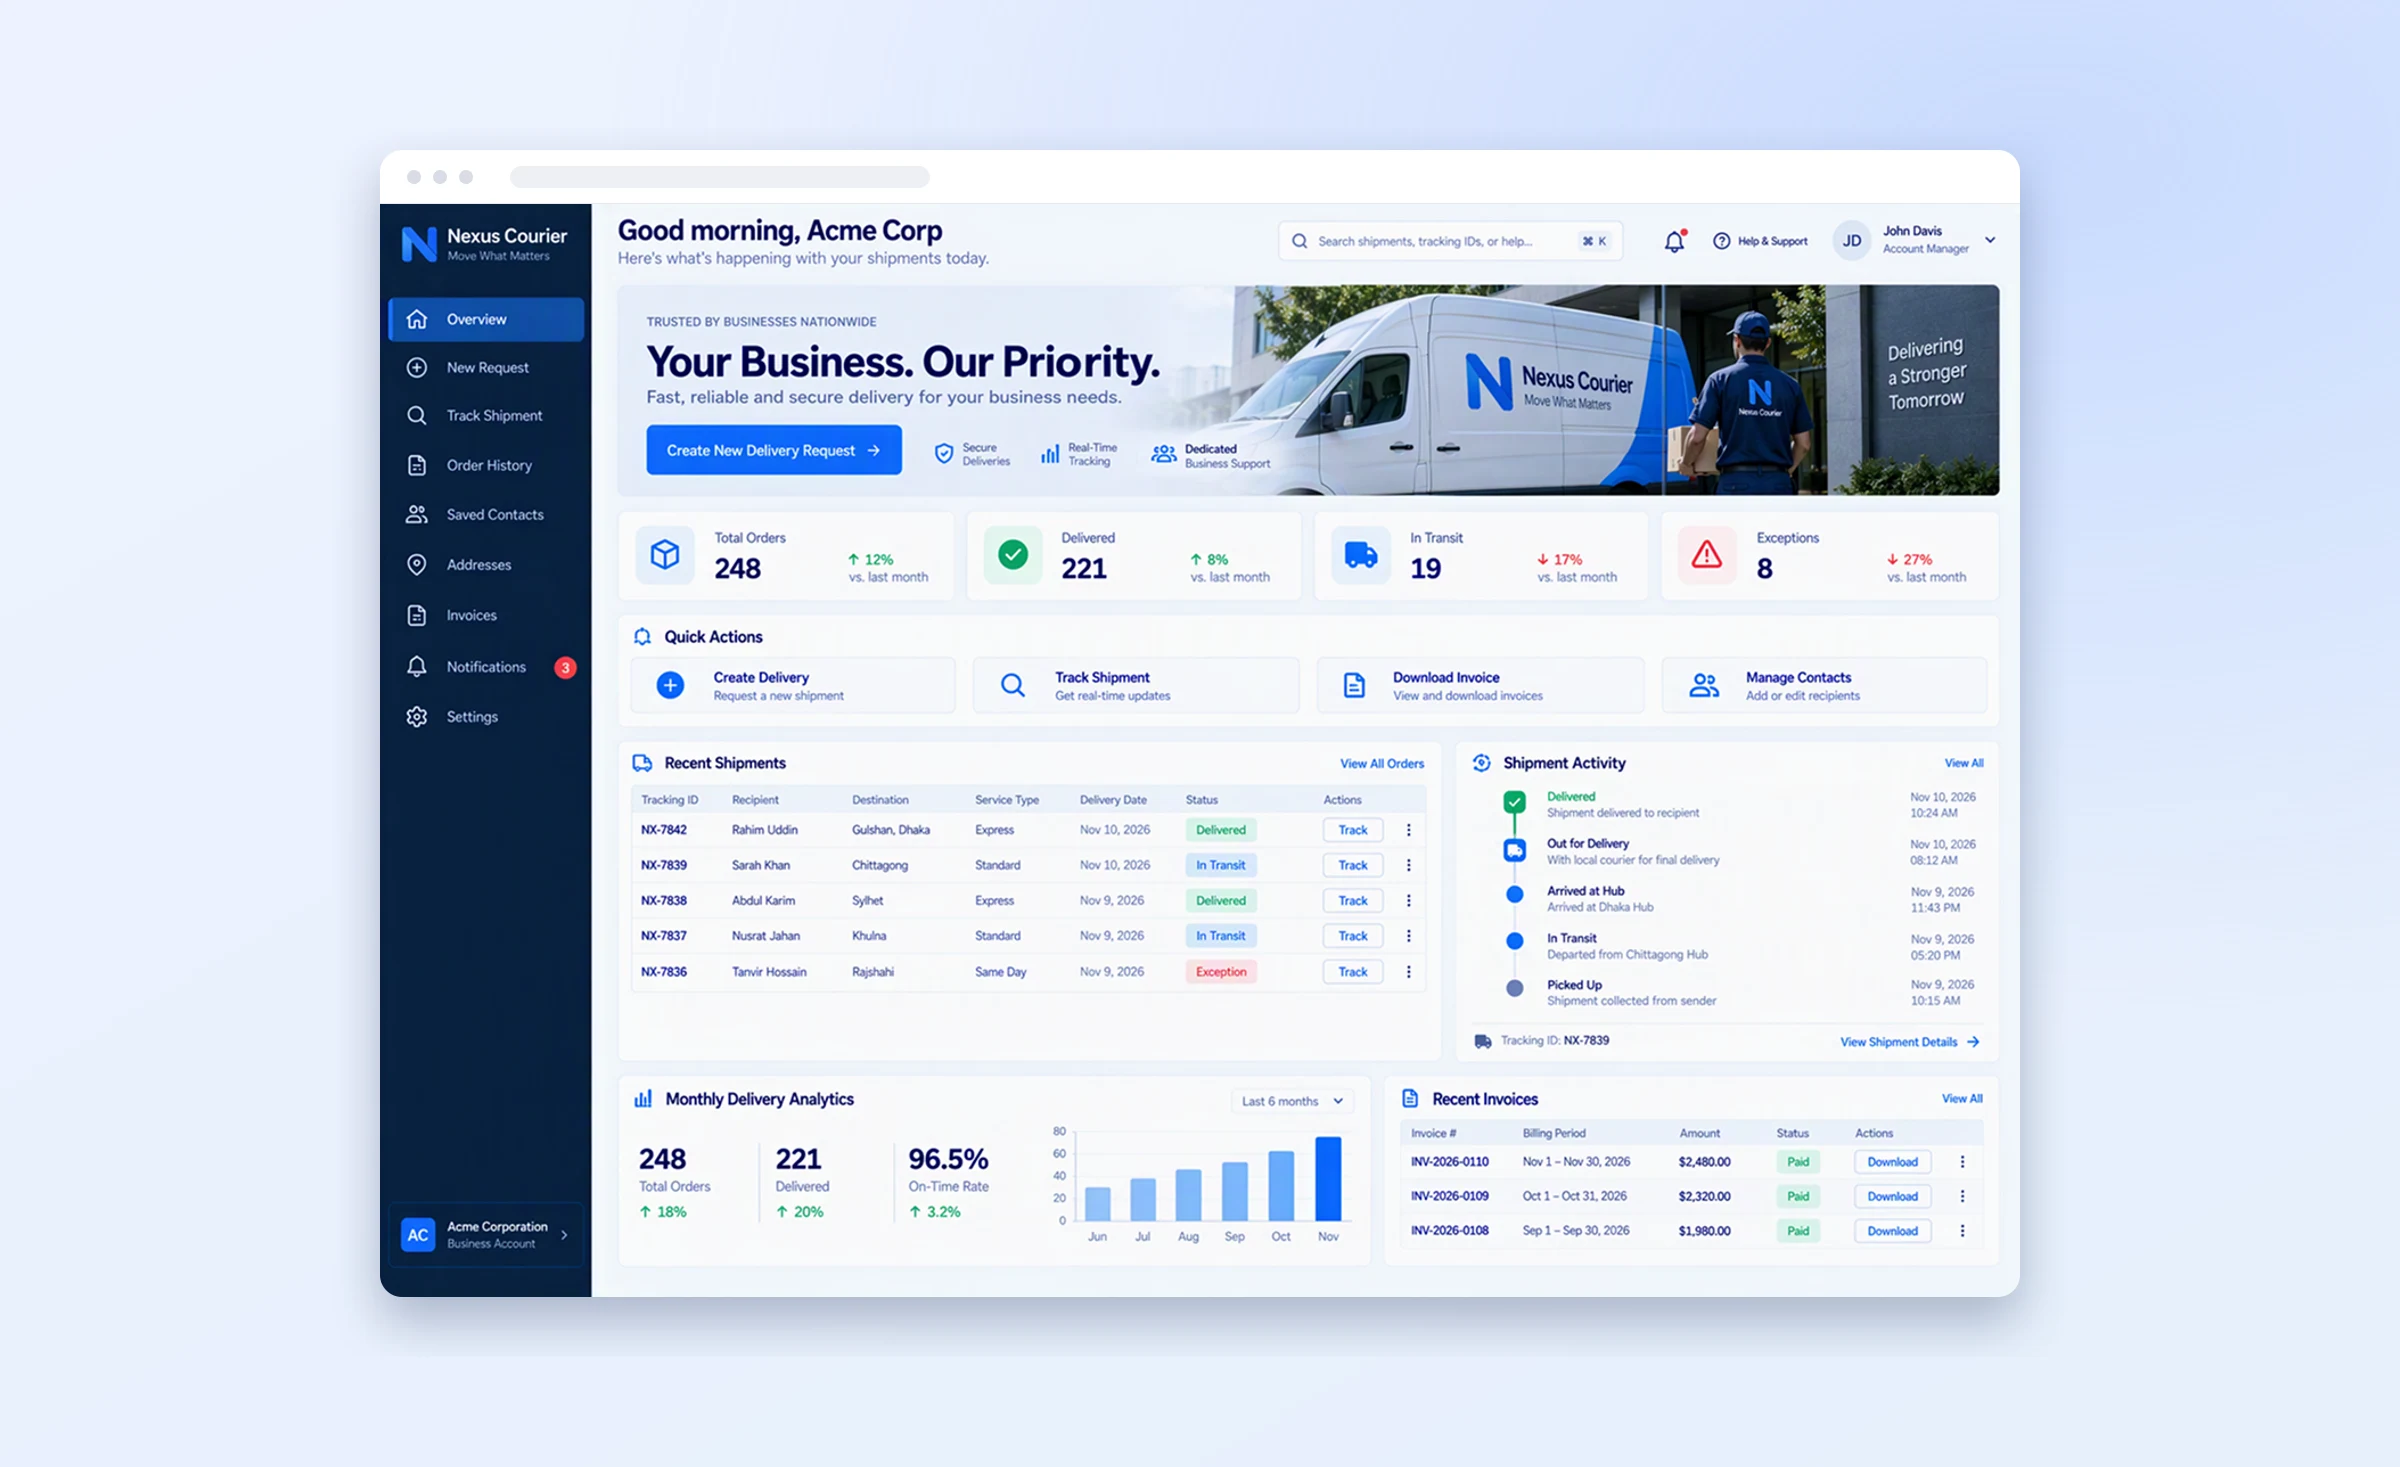 Nexus Courier
Move What Matters
Overview
New Request
Track Shipment
Order History
Saved Contacts
Addresses
Invoices
Notifications 3
Settings
AC
Acme Corporation
Business Account
Good morning, Acme Corp
Here's what's happening with your shipments today.
Search shipments, tracking IDs, or help...
⌘ K
Help & Support
JD
John Davis
Account Manager
TRUSTED BY BUSINESSES NATIONWIDE
Your Business. Our Priority.
Fast, reliable and secure delivery for your business needs.
Create New Delivery Request →
Secure
Deliveries
Real-Time
Tracking
Dedicated
Business Support
Nexus Courier
Move What Matters
Nexus Courier
Delivering
a Stronger
Tomorrow
Total Orders
248
↑ 12%
vs. last month
Delivered
221
↑ 8%
vs. last month
In Transit
19
↓ 17%
vs. last month
Exceptions
8
↓ 27%
vs. last month
Quick Actions
Create Delivery
Request a new shipment
Track Shipment
Get real-time updates
Download Invoice
View and download invoices
Manage Contacts
Add or edit recipients
Recent Shipments
View All Orders
Tracking ID Recipient Destination Service Type Delivery Date Status Actions
NX-7842 Rahim Uddin Gulshan, Dhaka Express Nov 10, 2026 Delivered Track
NX-7839 Sarah Khan Chittagong Standard Nov 10, 2026 In Transit Track
NX-7838 Abdul Karim Sylhet Express Nov 9, 2026 Delivered Track
NX-7837 Nusrat Jahan Khulna Standard Nov 9, 2026 In Transit Track
NX-7836 Tanvir Hossain Rajshahi Same Day Nov 9, 2026 Exception Track
Shipment Activity
View All
Delivered
Shipment delivered to recipient
Nov 10, 2026
10:24 AM
Out for Delivery
With local courier for final delivery
Nov 10, 2026
08:12 AM
Arrived at Hub
Arrived at Dhaka Hub
Nov 9, 2026
11:43 PM
In Transit
Departed from Chittagong Hub
Nov 9, 2026
05:20 PM
Picked Up
Shipment collected from sender
Nov 9, 2026
10:15 AM
Tracking ID: NX-7839
View Shipment Details →
Monthly Delivery Analytics
Last 6 months
248
Total Orders
↑ 18%
221
Delivered
↑ 20%
96.5%
On-Time Rate
↑ 3.2%
80
60
40
20
0
Jun Jul Aug Sep Oct Nov
Recent Invoices
View All
Invoice # Billing Period Amount Status Actions
INV-2026-0110 Nov 1 – Nov 30, 2026 $2,480.00 Paid Download
INV-2026-0109 Oct 1 – Oct 31, 2026 $2,320.00 Paid Download
INV-2026-0108 Sep 1 – Sep 30, 2026 $1,980.00 Paid Download